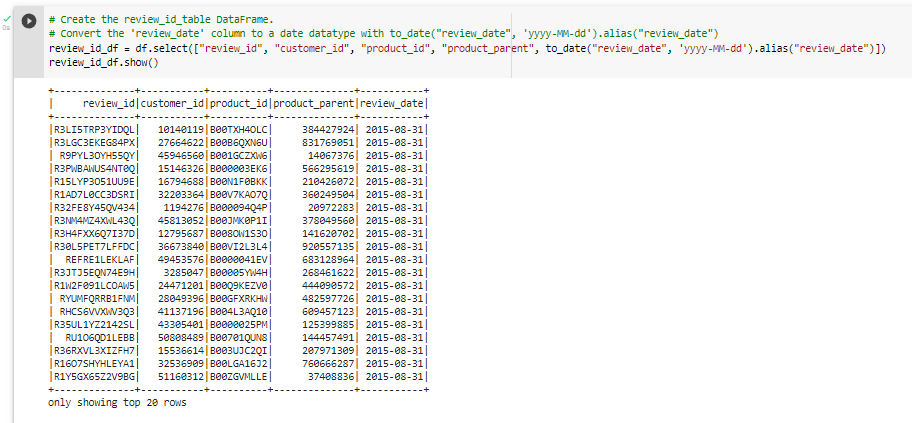 # Create the review_id_table DataFrame.
# Convert the 'review_date' column to a date datatype with to_date("review_date", 'yyyy-MM-dd').alias("review_date")
review_id_df = df.select(["review_id", "customer_id", "product_id", "product_parent", to_date("review_date", 'yyyy-MM-dd').alias("review_date")])
review_id_df.show()
0s
+--------------+-----------+----------+--------------+-----------+
|     review_id|customer_id|product_id|product_parent|review_date|
+--------------+-----------+----------+--------------+-----------+
|R3LI5TRP3YIDQL|   10140119|B00TXH4OLC|     384427924| 2015-08-31|
|R3LGC3EKEG84PX|   27664622|B00B6QXN6U|     831769051| 2015-08-31|
| R9PYL3OYH55QY|   45946560|B001GCZXW6|      14067376| 2015-08-31|
|R3PWBAWUS4NT0Q|   15146326|B000003EK6|     566295619| 2015-08-31|
|R15LYP3O51UU9E|   16794688|B00N1F0BKK|     210426072| 2015-08-31|
|R1AD7L0CC3DSRI|   32203364|B00V7KAO7Q|     360249504| 2015-08-31|
|R32FE8Y45QV434|    1194276|B000094Q4P|      20972283| 2015-08-31|
|R3NM4MZ4XWL43Q|   45813052|B00JMK0P1I|     378049560| 2015-08-31|
|R3H4FXX6Q7I37D|   12795687|B008OW1S3O|     141620702| 2015-08-31|
|R30L5PET7LFFDC|   36673840|B00VI2L3L4|     920557135| 2015-08-31|
|  REFRE1LEKLAF|   49453576|B0000041EV|     683128964| 2015-08-31|
|R3JTJ5EQN74E9H|    3285047|B00005YW4H|     268461622| 2015-08-31|
|R1W2F091LCOAW5|   24471201|B00Q9KEZV0|     444090572| 2015-08-31|
| RYUMFQRRB1FNM|   28049396|B00GFXRKHW|     482597726| 2015-08-31|
| RHCS6VVXWV3Q3|   41137196|B004L3AQ10|     609457123| 2015-08-31|
|R35UL1YZ2142SL|   43305401|B0000025PM|     125399885| 2015-08-31|
|  RU1O6QD1LEBB|   50808489|B00701QUN8|     144457491| 2015-08-31|
|R36RXVL3XIZFH7|   15536614|B003UJC2QI|     207971309| 2015-08-31|
|R16O7SHYHLEYA1|   32536909|B00LGA16J2|     760666287| 2015-08-31|
|R1Y5GX65Z2V9BG|   51160312|B00ZGVMLLE|      37408836| 2015-08-31|
+--------------+-----------+----------+--------------+-----------+
only showing top 20 rows